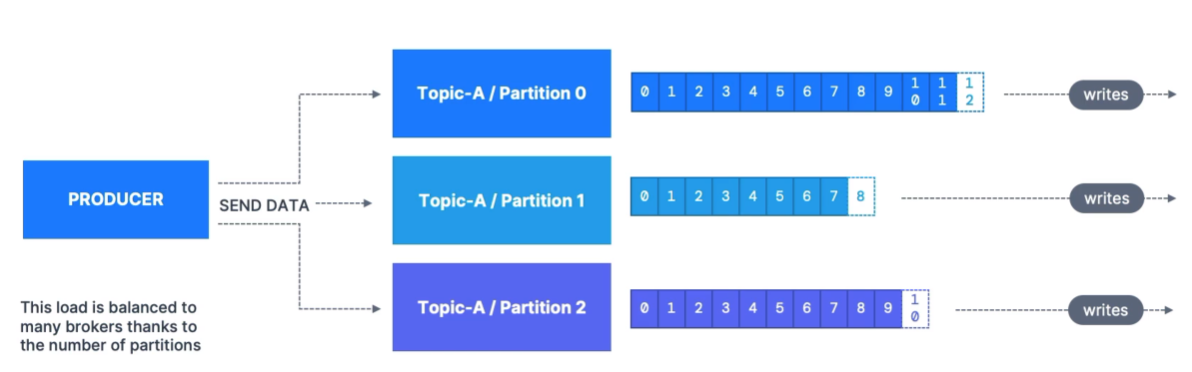 Topic-A / Partition 0
0 1 2 3 4 5 6 7 8 9 10 11 12
writes
PRODUCER
SEND DATA
Topic-A / Partition 1
0 1 2 3 4 5 6 7 8
writes
Topic-A / Partition 2
0 1 2 3 4 5 6 7 8 9 10
writes
This load is balanced to
many brokers thanks to
the number of partitions